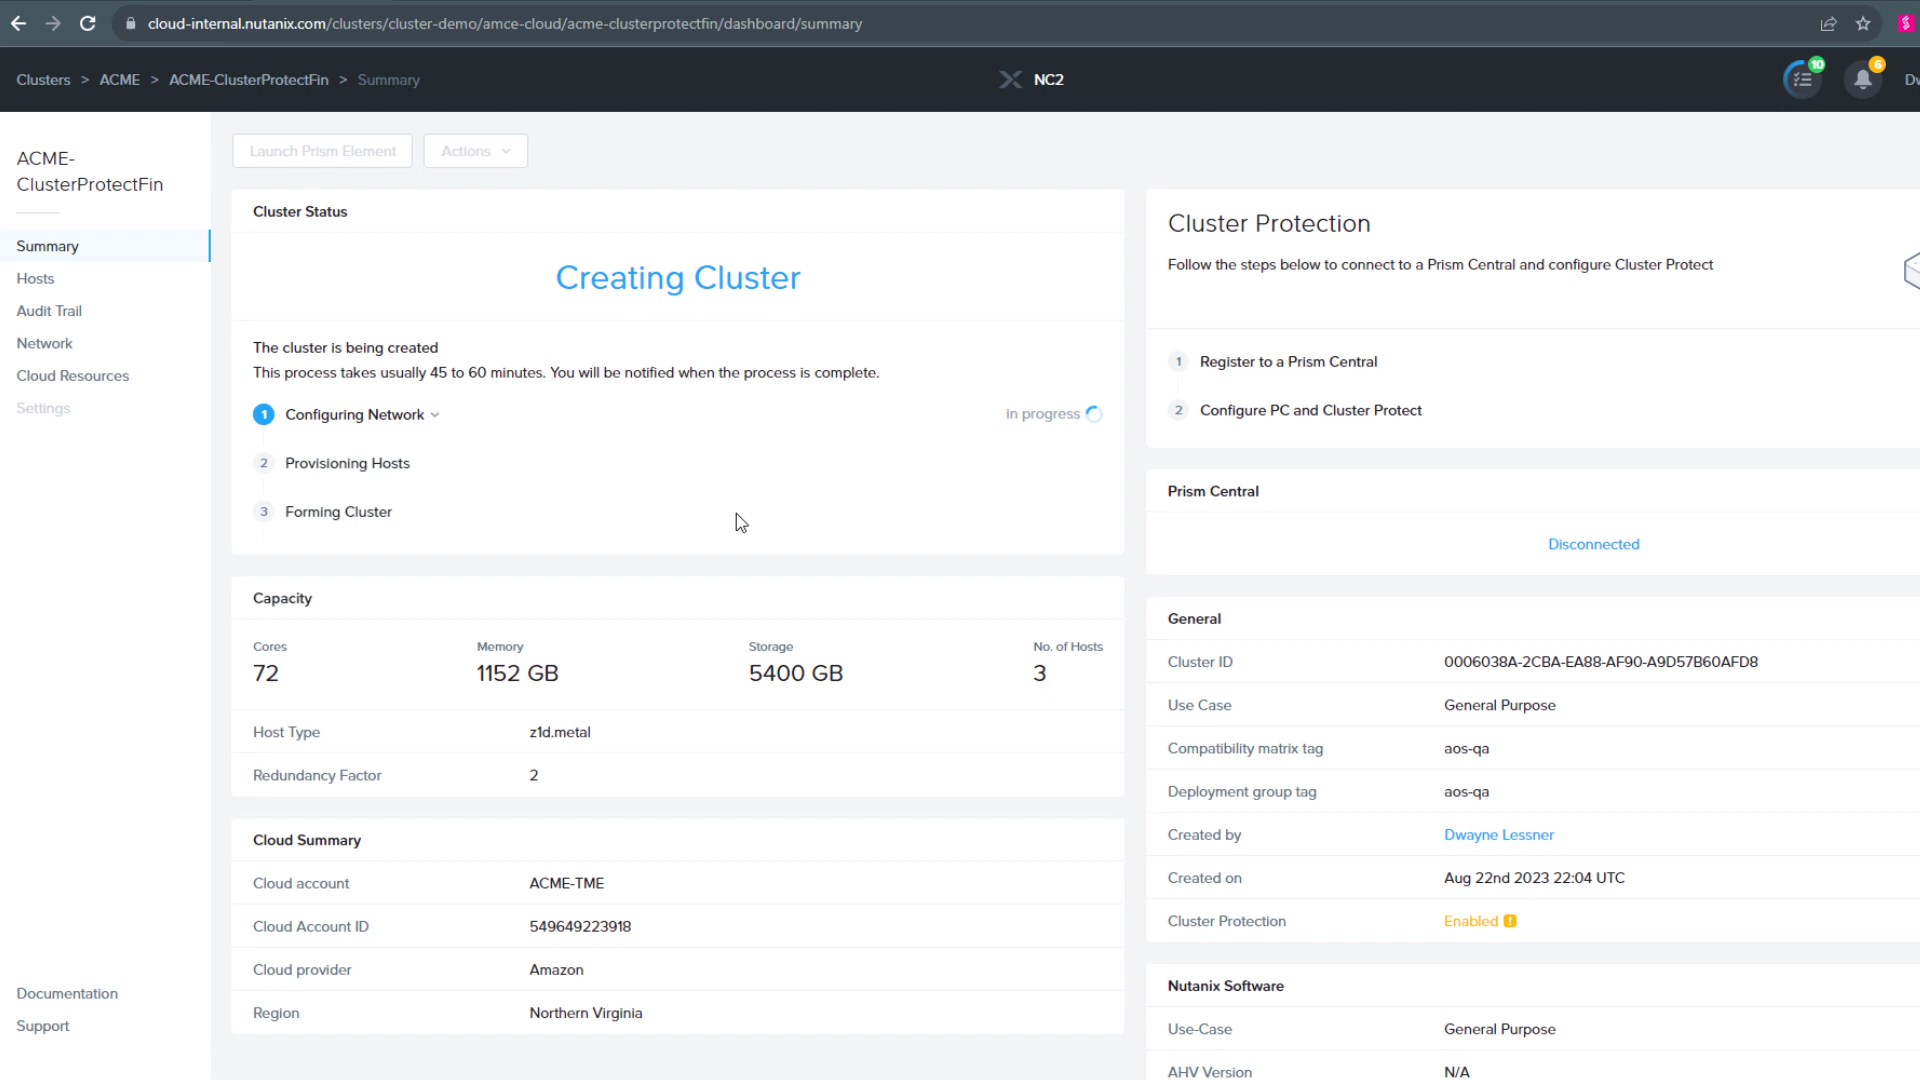 cloud-internal.nutanix.com/clusters/cluster-demo/amce-cloud/acme-clusterprotectfin/dashboard/summary
Clusters > ACME > ACME-ClusterProtectFin > Summary
NC2
10
6
Dw
ACME-
ClusterProtectFin
Summary
Hosts
Audit Trail
Network
Cloud Resources
Settings
Documentation
Support
Launch Prism Element
Actions
Cluster Status
Creating Cluster
The cluster is being created
This process takes usually 45 to 60 minutes. You will be notified when the process is complete.
1 Configuring Network in progress
2 Provisioning Hosts
3 Forming Cluster
Capacity
Cores Memory Storage No. of Hosts
72 1152 GB 5400 GB 3
Host Type z1d.metal
Redundancy Factor 2
Cloud Summary
Cloud account ACME-TME
Cloud Account ID 549649223918
Cloud provider Amazon
Region Northern Virginia
Cluster Protection
Follow the steps below to connect to a Prism Central and configure Cluster Protect
1 Register to a Prism Central
2 Configure PC and Cluster Protect
Prism Central
Disconnected
General
Cluster ID 0006038A-2CBA-EA88-AF90-A9D57B60AFD8
Use Case General Purpose
Compatibility matrix tag aos-qa
Deployment group tag aos-qa
Created by Dwayne Lessner
Created on Aug 22nd 2023 22:04 UTC
Cluster Protection Enabled
Nutanix Software
Use-Case General Purpose
AHV Version N/A